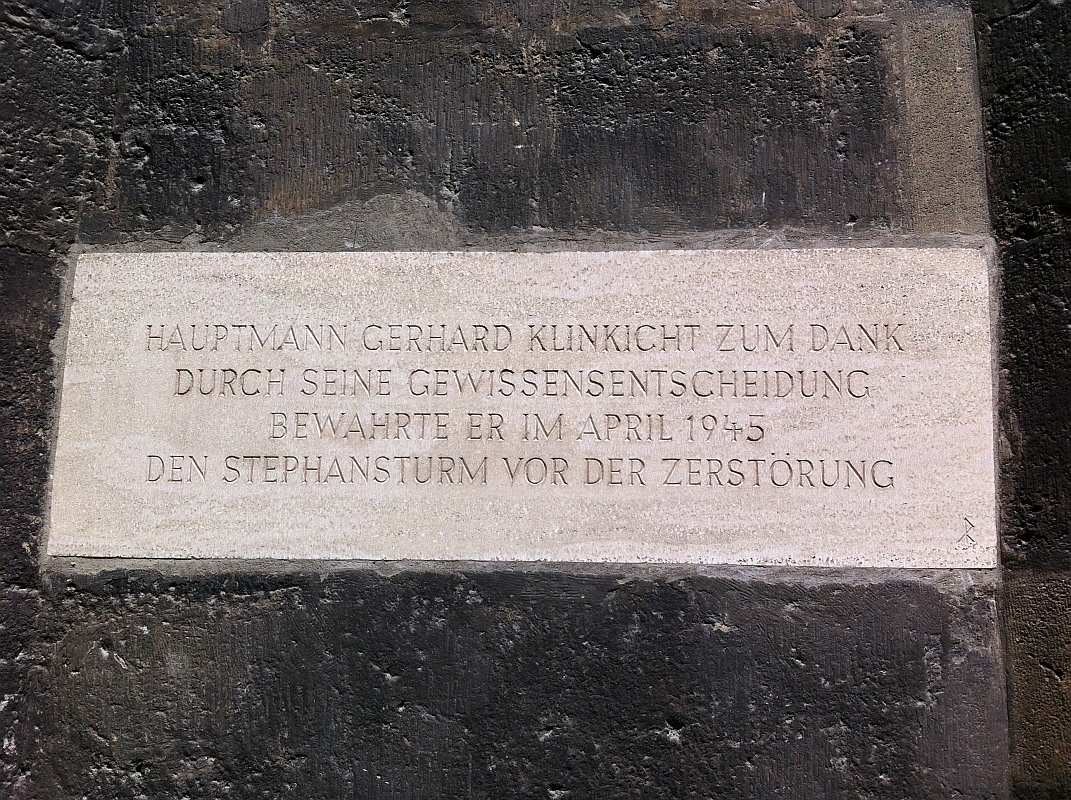 HAUPTMANN GERHARD KLINKICHT ZUM DANK
DURCH SEINE GEWISSENSENTSCHEIDUNG
BEWAHRTE ER IM APRIL 1945
DEN STEPHANSTURM VOR DER ZERSTÖRUNG